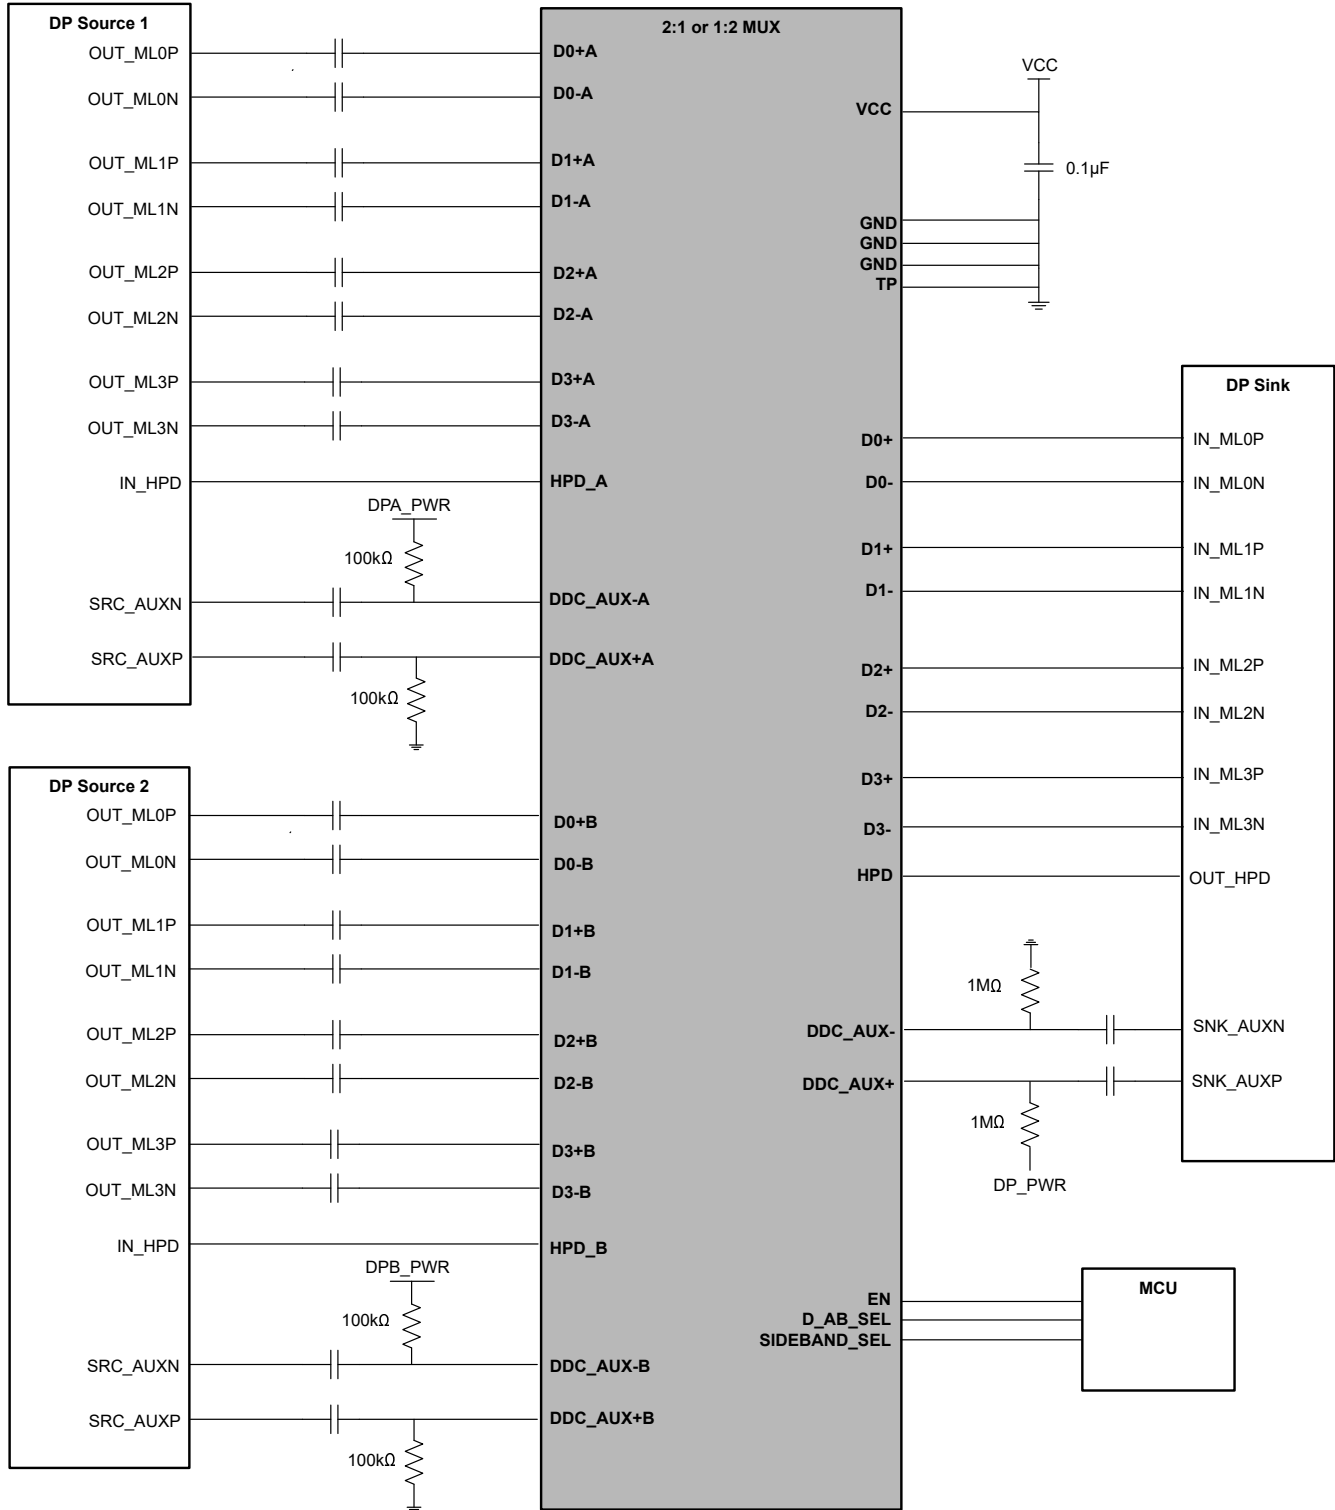 DP Source 1
OUT_ML0P
OUT_ML0N
OUT_ML1P
OUT_ML1N
OUT_ML2P
OUT_ML2N
OUT_ML3P
OUT_ML3N
IN_HPD
SRC_AUXN
SRC_AUXP
DPA_PWR
100kΩ
100kΩ
DP Source 2
OUT_ML0P
OUT_ML0N
OUT_ML1P
OUT_ML1N
OUT_ML2P
OUT_ML2N
OUT_ML3P
OUT_ML3N
IN_HPD
SRC_AUXN
SRC_AUXP
DPB_PWR
100kΩ
100kΩ
2:1 or 1:2 MUX
D0+A
D0-A
D1+A
D1-A
D2+A
D2-A
D3+A
D3-A
HPD_A
DDC_AUX-A
DDC_AUX+A
D0+B
D0-B
D1+B
D1-B
D2+B
D2-B
D3+B
D3-B
HPD_B
DDC_AUX-B
DDC_AUX+B
VCC
GND
GND
GND
TP
D0+
D0-
D1+
D1-
D2+
D2-
D3+
D3-
HPD
DDC_AUX-
DDC_AUX+
EN
D_AB_SEL
SIDEBAND_SEL
VCC
0.1µF
1MΩ
1MΩ
DP_PWR
DP Sink
IN_ML0P
IN_ML0N
IN_ML1P
IN_ML1N
IN_ML2P
IN_ML2N
IN_ML3P
IN_ML3N
OUT_HPD
SNK_AUXN
SNK_AUXP
MCU